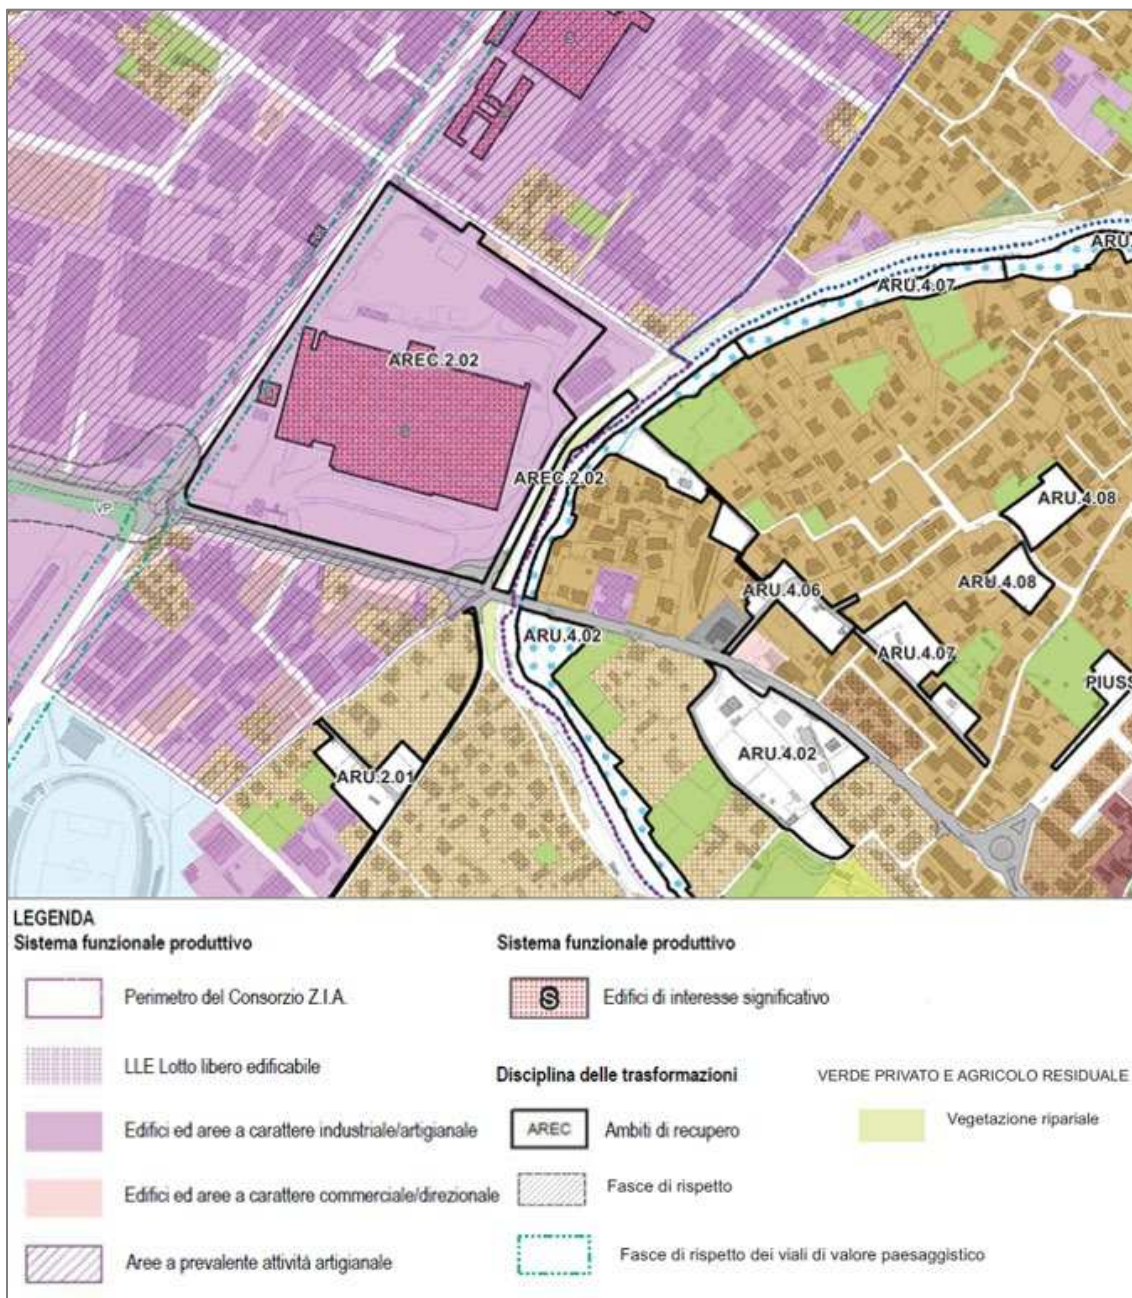 S
AREC.2.02
AREC.2.02
VP
ARU.
ARU.4.07
ARU.4.08
ARU.4.08
ARU.4.06
ARU.4.07
ARU.4.02
PIUSS
ARU.4.02
ARU.2.01
LEGENDA
Sistema funzionale produttivo
Perimetro del Consorzio Z.I.A.
LLE Lotto libero edificabile
Edifici ed aree a carattere industriale/artigianale
Edifici ed aree a carattere commerciale/direzionale
Aree a prevalente attività artigianale
Sistema funzionale produttivo
S
Edifici di interesse significativo
Disciplina delle trasformazioni
AREC
Ambiti di recupero
Fasce di rispetto
Fasce di rispetto dei viali di valore paesaggistico
VERDE PRIVATO E AGRICOLO RESIDUALE
Vegetazione ripariale